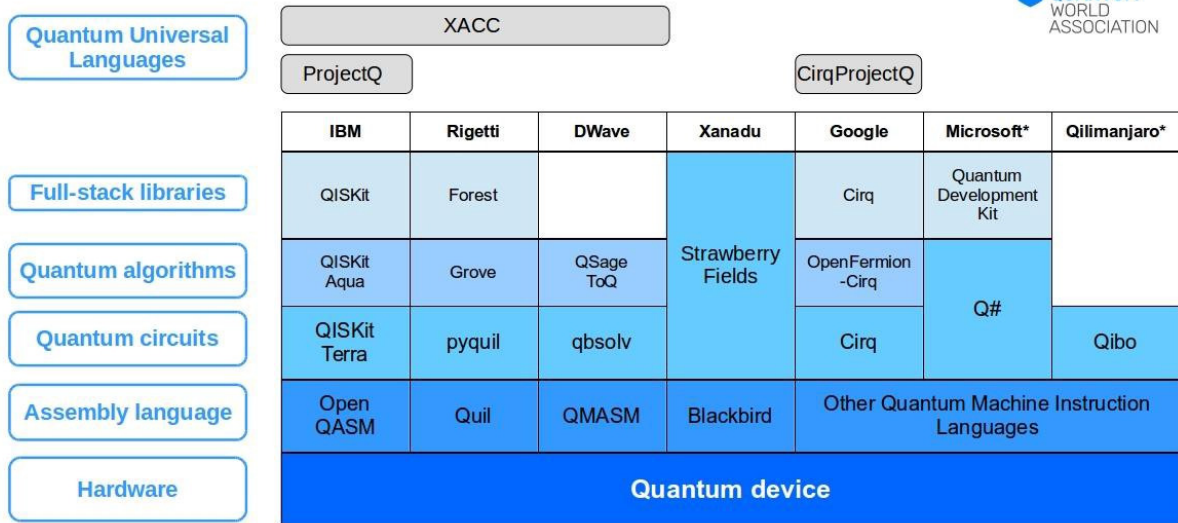 WORLD
ASSOCIATION
Quantum Universal
Languages
XACC
ProjectQ
CirqProjectQ
IBM Rigetti DWave Xanadu Google Microsoft* Qilimanjaro*
Full-stack libraries
QISKit
Forest
Cirq
Quantum
Development
Kit
Quantum algorithms
QISKit
Aqua
Grove
QSage
ToQ
Strawberry
Fields
OpenFermion
-Cirq
Q#
Quantum circuits
QISKit
Terra
pyquil
qbsolv
Cirq
Qibo
Assembly language
Open
QASM
Quil
QMASM
Blackbird
Other Quantum Machine Instruction
Languages
Hardware
Quantum device